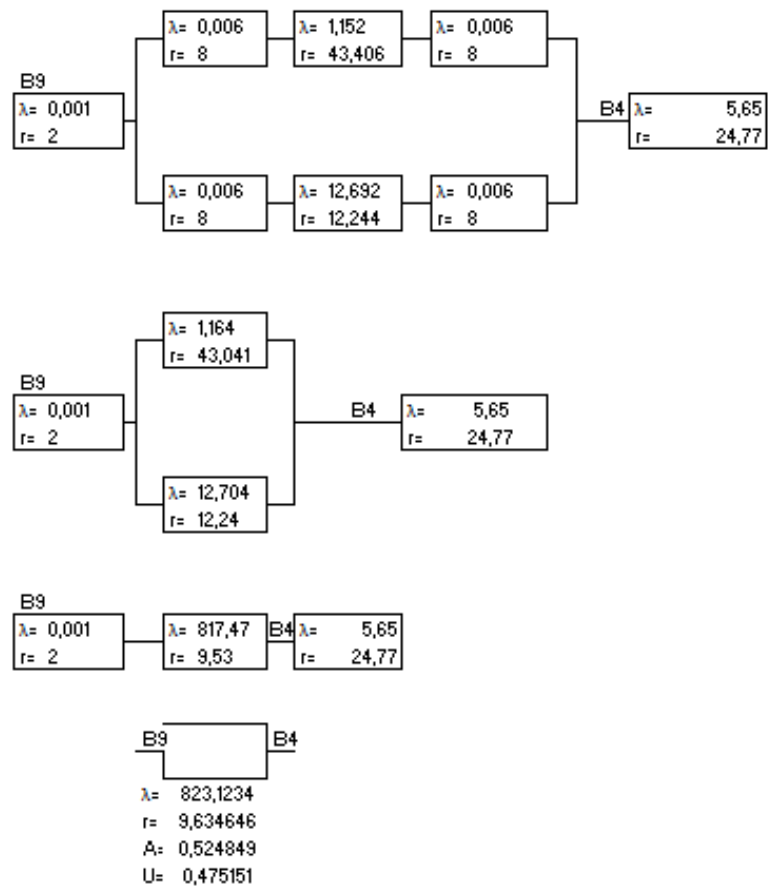 λ= 0,006
r= 8
λ= 1,152
r= 43,406
λ= 0,006
r= 8
B9
λ= 0,001
r= 2
B4
λ= 5,65
r= 24,77
λ= 0,006
r= 8
λ= 12,692
r= 12,244
λ= 0,006
r= 8
λ= 1,164
r= 43,041
B9
λ= 0,001
r= 2
B4
λ= 5,65
r= 24,77
λ= 12,704
r= 12,24
B9
λ= 0,001
r= 2
λ= 817,47
r= 9,53
B4
λ= 5,65
r= 24,77
B9
B4
λ= 823,1234
r= 9,634646
A= 0,524849
U= 0,475151